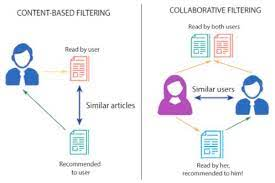 CONTENT-BASED FILTERING
Read by user
Similar articles
Recommended
to user
COLLABORATIVE FILTERING
Read by both users
Similar users
Read by her,
recommended to him!